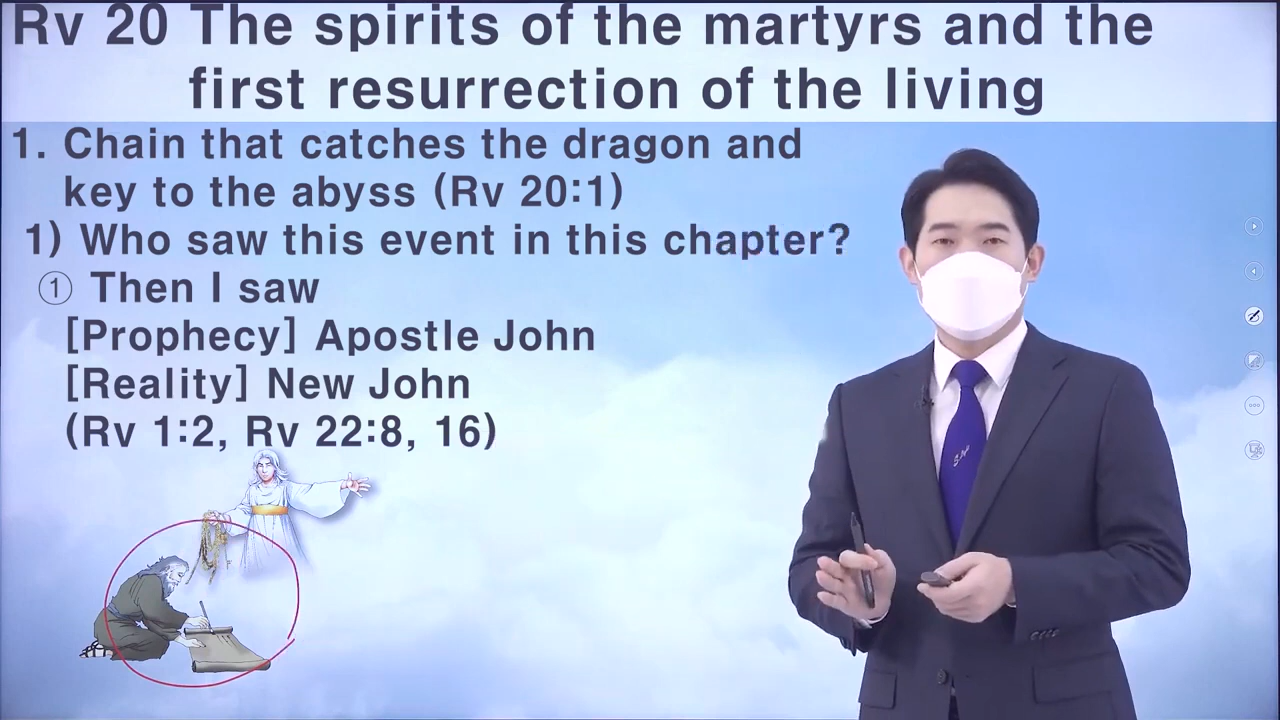 Rv 20 The spirits of the martyrs and the
first resurrection of the living
1. Chain that catches the dragon and
key to the abyss (Rv 20:1)
1) Who saw this event in this chapter?
① Then I saw
[Prophecy] Apostle John
[Reality] New John
(Rv 1:2, Rv 22:8, 16)